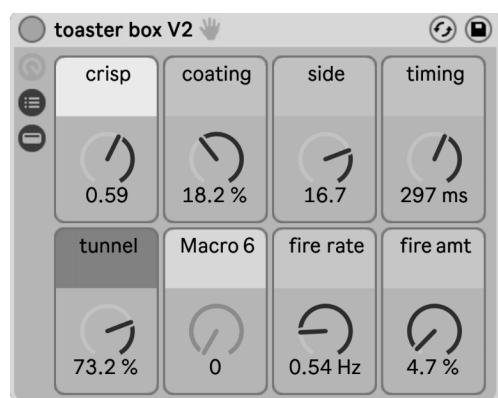 toaster box V2
crisp
coating
side
timing
0.59
18.2 %
16.7
297 ms
tunnel
Macro 6
fire rate
fire amt
73.2 %
0
0.54 Hz
4.7 %